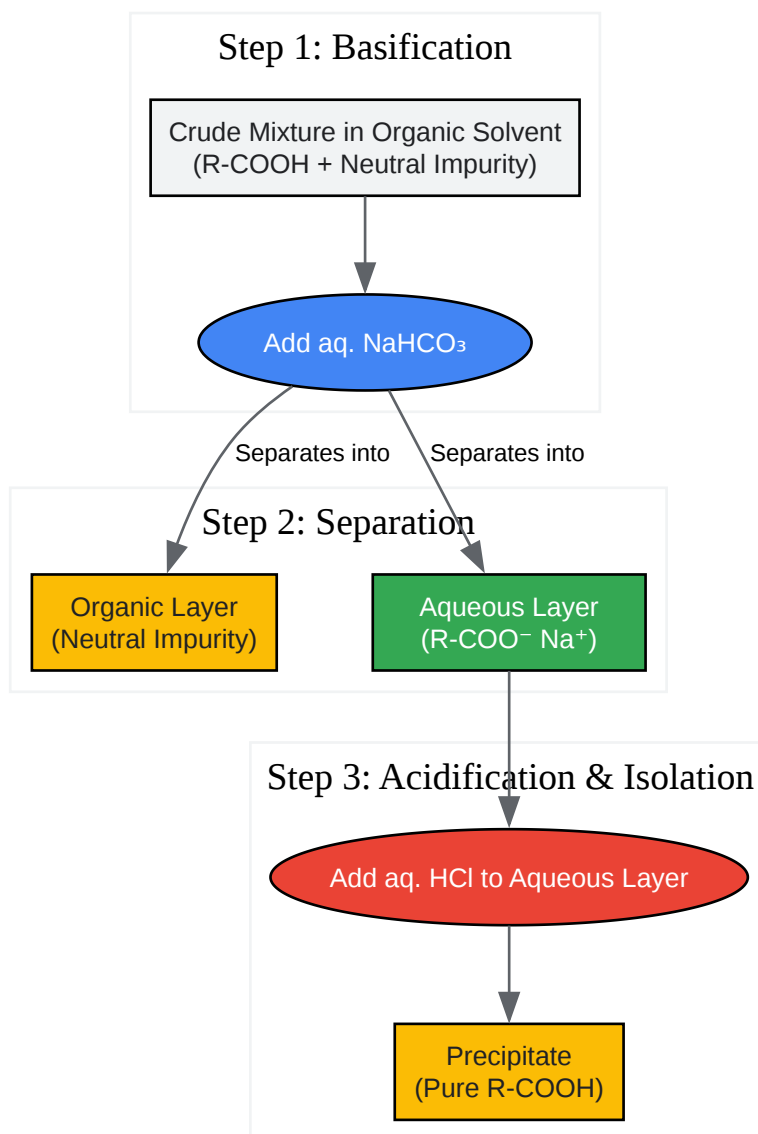 Step 1: Basification
Crude Mixture in Organic Solvent
(R-COOH + Neutral Impurity)
Add aq. NaHCO₃
Separates into
Separates into
Step 2: Separation
Organic Layer
(Neutral Impurity)
Aqueous Layer
(R-COO⁻ Na⁺)
Step 3: Acidification & Isolation
Add aq. HCl to Aqueous Layer
Precipitate
(Pure R-COOH)